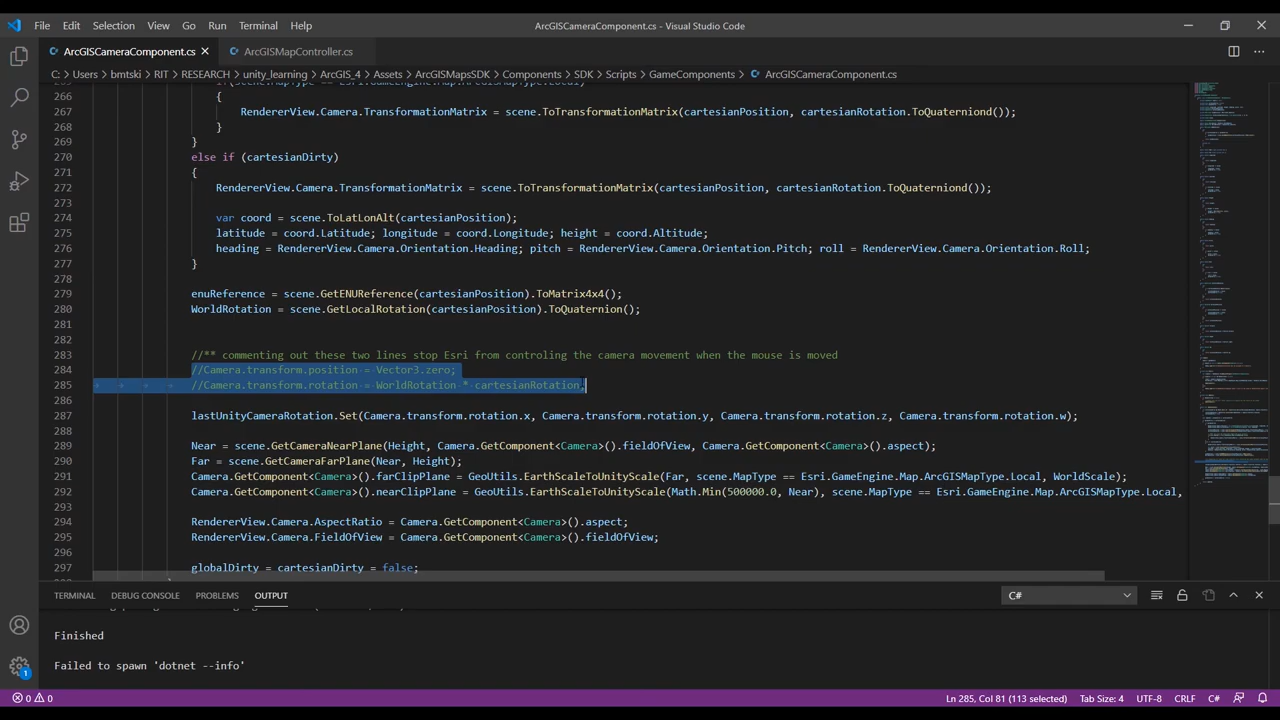 File Edit Selection View Go Run Terminal Help
ArcGISCameraComponent.cs - Visual Studio Code
ArcGISCameraComponent.cs
ArcGISMapController.cs
C: > Users > bmtski > RIT > RESEARCH > unity_learning > ArcGIS_4 > Assets > ArcGISMapsSDK > Components > SDK > Scripts > GameComponents > ArcGISCameraComponent.cs
266 {
267 RendererView.Camera.TransformationMatrix = scene.ToTransformationMatrix(cartesianPosition, cartesianRotation.ToQuaterniond());
268 }
269 }
270 else if (cartesianDirty)
271 {
272 RendererView.Camera.TransformationMatrix = scene.ToTransformationMatrix(cartesianPosition, cartesianRotation.ToQuaterniond());
273
274 var coord = scene.ToLatLonAlt(cartesianPosition);
275 latitude = coord.Latitude; longitude = coord.Longitude; height = coord.Altitude;
276 heading = RendererView.Camera.Orientation.Heading; pitch = RendererView.Camera.Orientation.Pitch; roll = RendererView.Camera.Orientation.Roll;
277 }
278
279 enuReference = scene.GetENUReference(cartesianPosition).ToMatrix4x4();
280 WorldRotation = scene.ToLocalRotation(cartesianPosition).ToQuaternion();
281
282
283 //** commenting out these two lines stop Esri from controlling the camera movement when the mouse is moved
284 //Camera.transform.position = Vector3.zero;
285 //Camera.transform.rotation = WorldRotation * cartesianRotation;
286
287 lastUnityCameraRotation.Set(Camera.transform.rotation.x, Camera.transform.rotation.y, Camera.transform.rotation.z, Camera.transform.rotation.w);
288
289 Near = scene.GetCamera (Height, Camera >().fieldOfView, Camera.GetComponent<Camera>().aspect);
290 Far = scene.GetCamera (Near, Height);
291 Camera.GetComponent<Camera>().farClipPlane = GeoUtils.EarthScaleToUnityScale(Far, scene.MapType == Esri.GameEngine.Map.ArcGISMapType.Local, WorldScale);
292 Camera.GetComponent<Camera>().nearClipPlane = GeoUtils.EarthScaleToUnityScale(Math.Min(500000.0, Near), scene.MapType == Esri.GameEngine.Map.ArcGISMapType.Local,
293
294 RendererView.Camera.AspectRatio = Camera.GetComponent<Camera>().aspect;
295 RendererView.Camera.FieldOfView = Camera.GetComponent<Camera>().fieldOfView;
296
297 globalDirty = cartesianDirty = false;
TERMINAL DEBUG CONSOLE PROBLEMS OUTPUT
C#
Finished
Failed to spawn 'dotnet --info'
1
0 0 Ln 285, Col 81 (113 selected) Tab Size: 4 UTF-8 CRLF C#